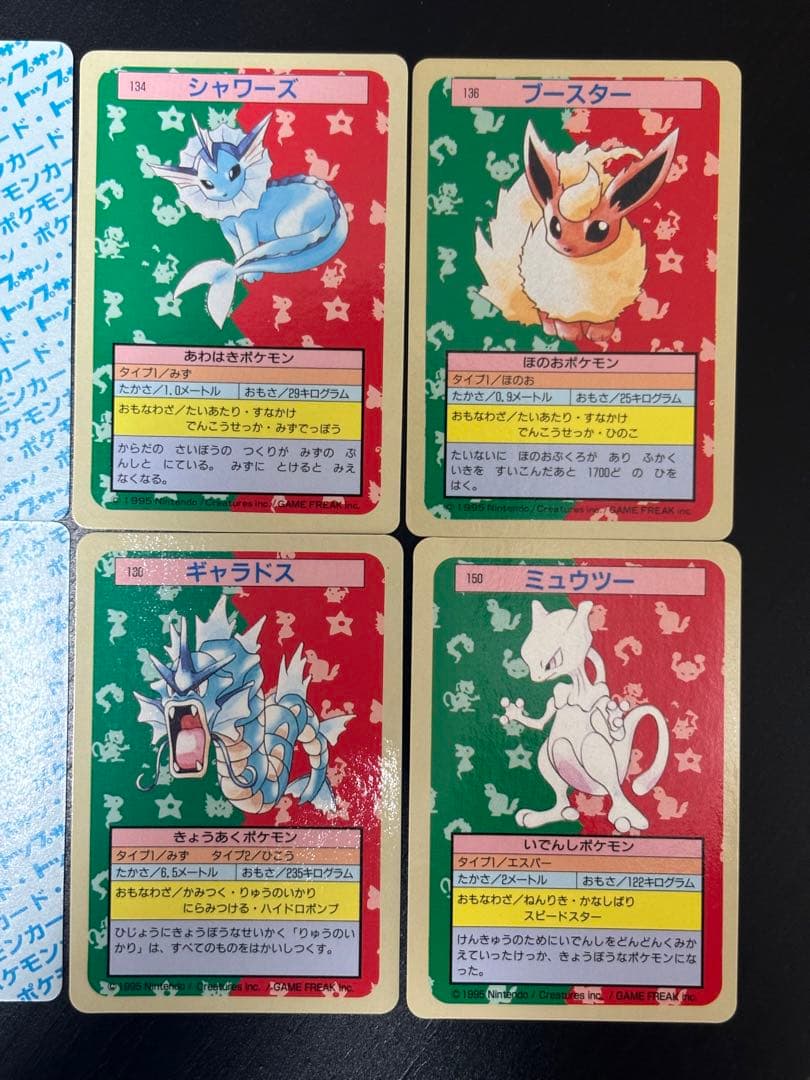 134 シャワーズ
あわはきポケモン
タイプ1/みず
たかさ/1.0メートル おもさ/29キログラム
おもなわざ/たいあたり・すなかけ
でんこうせっか・みずでっぽう
からだの さいぼうの つくりが みずの ぶ
んしと にている。 みずに とけると みえ
なくなる。
© 1995 Nintendo /Creatures inc. /GAME FREAK inc.
136 ブースター
ほのおポケモン
タイプ1/ほのお
たかさ/0.9メートル おもさ/25キログラム
おもなわざ/たいあたり・すなかけ
でんこうせっか・ひのこ
たいないに ほのおぶくろが あり ふかく
いきを すいこんだあと 1700ど の ひを
はく。
© 1995 Nintendo /Creatures inc. /GAME FREAK inc.
130 ギャラドス
きょうあくポケモン
タイプ1/みず タイプ2/ひこう
たかさ/6.5メートル おもさ/235キログラム
おもなわざ/かみつく・りゅうのいかり
にらみつける・ハイドロポンプ
ひじょうにきょうぼうなせいかく「りゅうのい
かり」は、すべてのものをはかいしつくす。
© 1995 Nintendo / Creatures inc. / GAME FREAK inc.
150 ミュウツー
いでんしポケモン
タイプ1/エスパー
たかさ/2メートル おもさ/122キログラム
おもなわざ/ねんりき・かなしばり
スピードスター
けんきゅうのためにいでんしをどんどんくみか
えていったけっか、きょうぼうなポケモンにな
った。
© 1995 Nintendo / Creatures inc. / GAME FREAK inc.